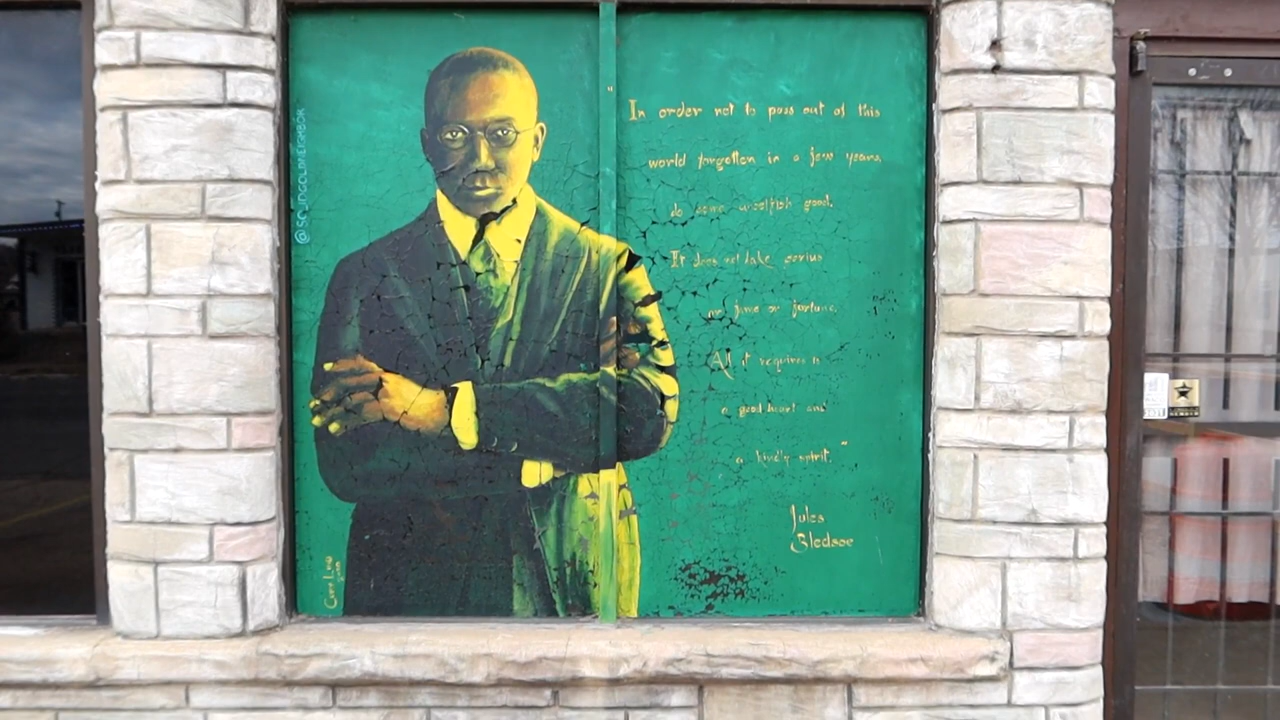 "In order not to pass out of this
world forgotten in a few years,
do some unselfish good.
It does not take genius
nor fame or fortune.
All it requires is
a good heart and
a kindly spirit."
Jules
Bledsoe